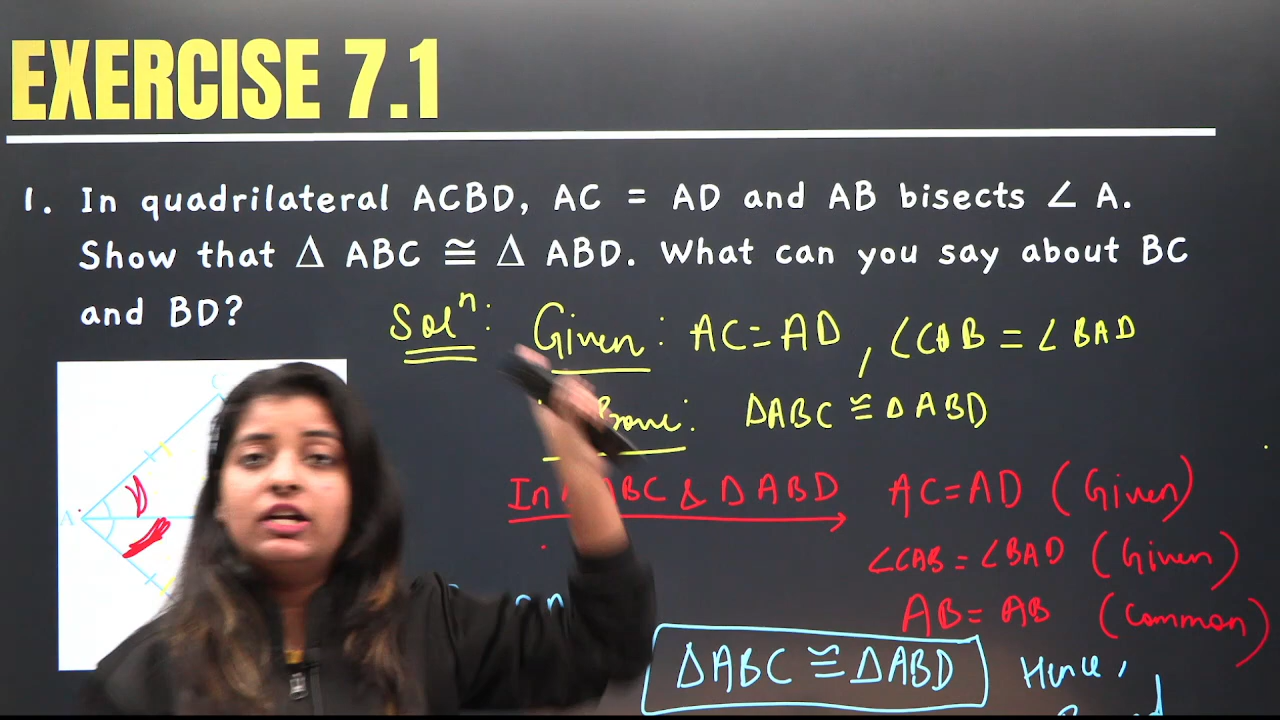 EXERCISE 7.1
1. In quadrilateral ACBD, AC = AD and AB bisects ∠ A.
Show that Δ ABC ≅ Δ ABD. What can you say about BC
and BD?
Solⁿ: Given: AC = AD, ∠CAB = ∠BAD
ΔABC ≅ ΔABD
In ABC & ΔABD AC = AD (Given)
∠CAB = ∠BAD (Given)
AB = AB (Common)
ΔABC ≅ ΔABD Hence,
A
C